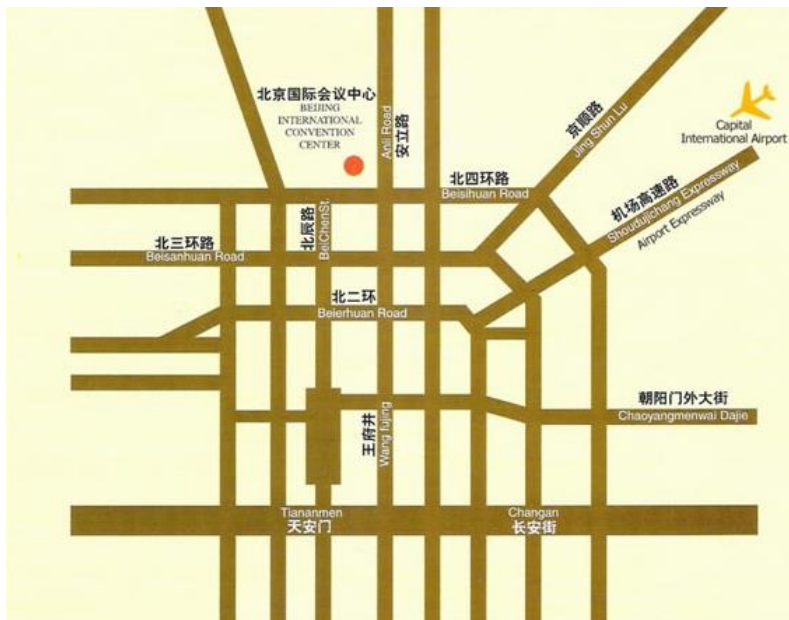 北京国际会议中心
BEIJING
INTERNATIONAL
CONVENTION
CENTER
Anli Road
安立路
京顺路
Jing Shun Lu
Capital
International Airport
北四环路
Beisihuan Road
机场高速路
Shoudujichang Expressway
Airport Expressway
北辰路
BeiChenSt.
北三环路
Beisanhuan Road
北二环
Beierhuan Road
朝阳门外大街
Chaoyangmenwai Dajie
王府井
Wang fujing
Tiananmen
天安门
Changan
长安街